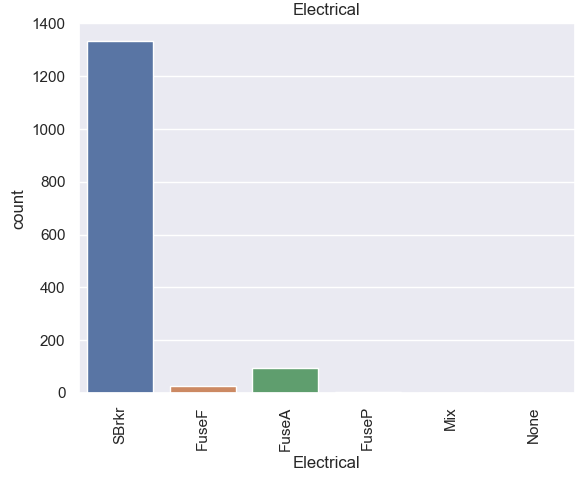 Electrical
1400
1200
1000
800
600
400
200
0
count
SBrkr
FuseF
FuseA
FuseP
Mix
None
Electrical